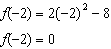 f(−2) = 2(−2)² − 8
f(−2) = 0